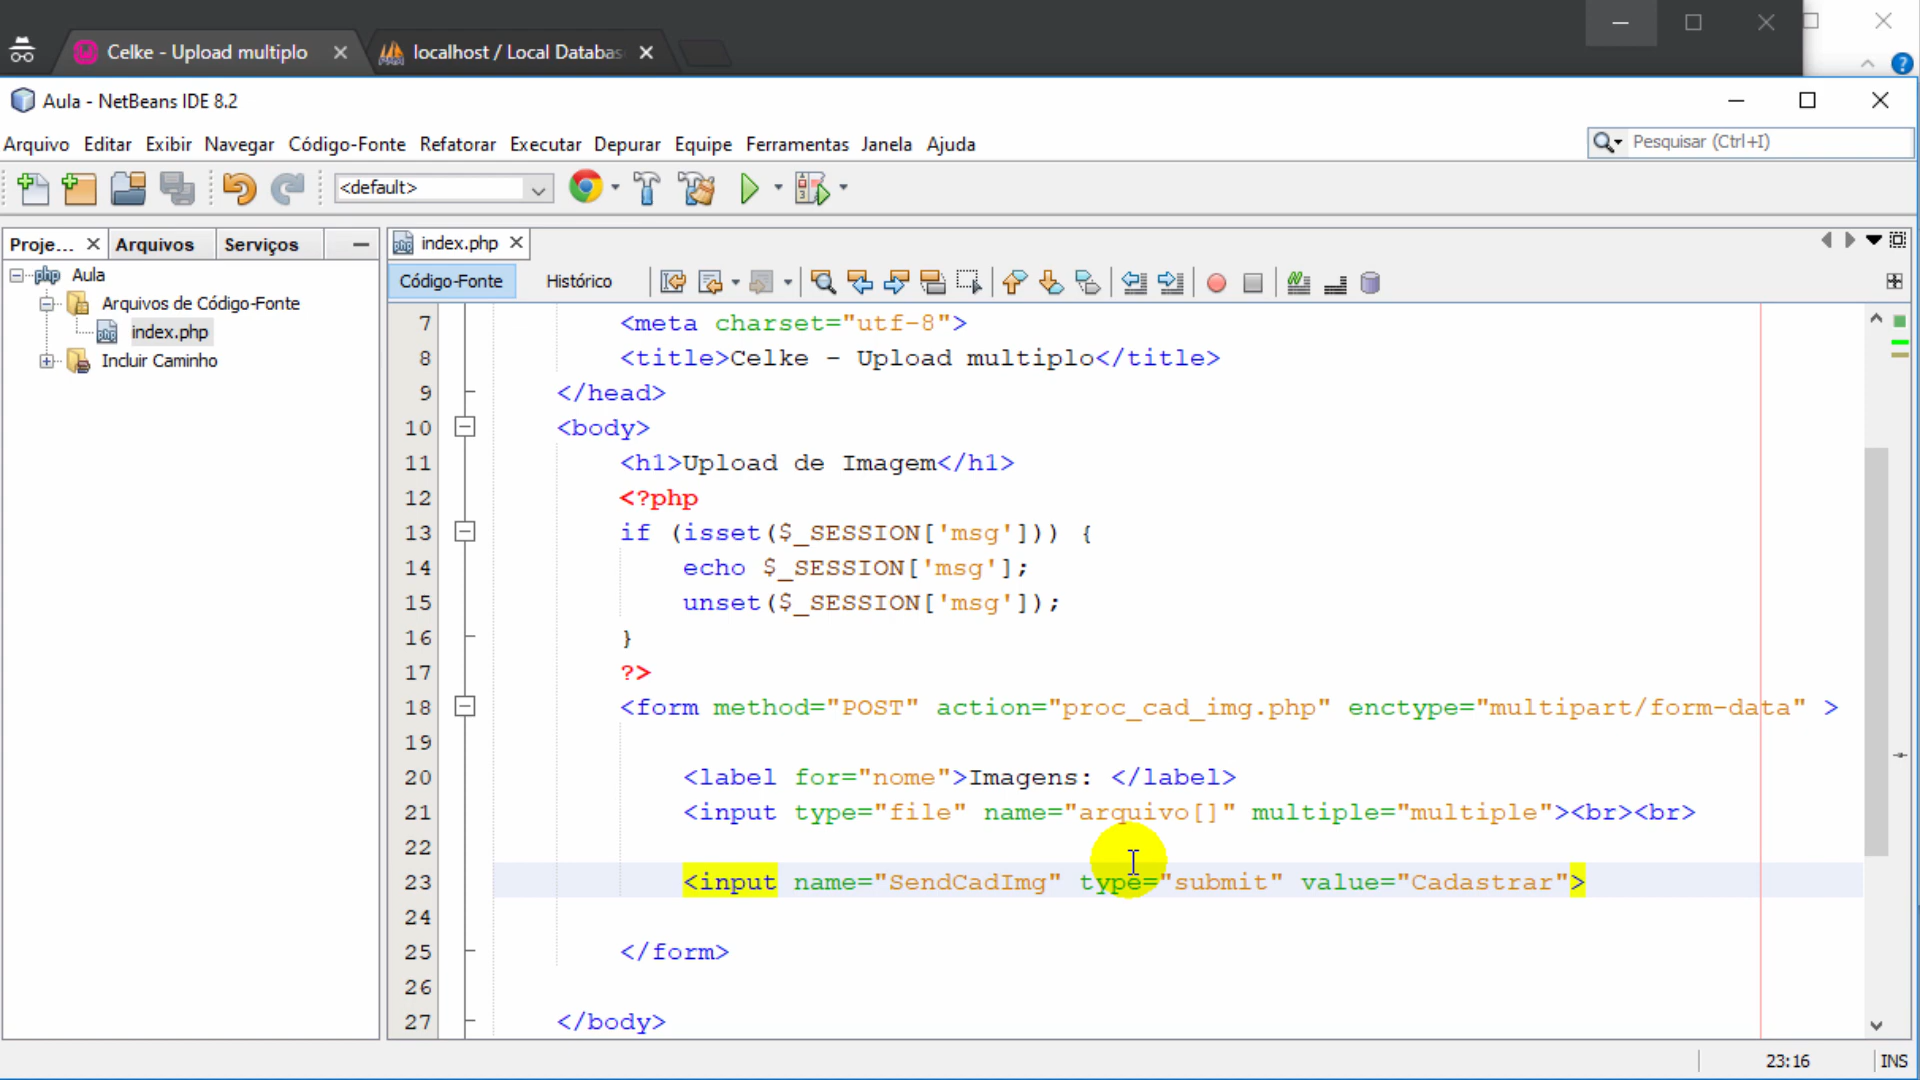 Celke - Upload multiplo
localhost / Local Databas
Aula - NetBeans IDE 8.2
Arquivo Editar Exibir Navegar Código-Fonte Refatorar Executar Depurar Equipe Ferramentas Janela Ajuda
Pesquisar (Ctrl+I)
<default>
Proje... Arquivos Serviços
index.php
php Aula
Código-Fonte Histórico
Arquivos de Código-Fonte
index.php
Incluir Caminho
7 <meta charset="utf-8">
8 <title>Celke - Upload multiplo</title>
9 </head>
10 <body>
11 <h1>Upload de Imagem</h1>
12 <?php
13 if (isset($_SESSION['msg'])) {
14 echo $_SESSION['msg'];
15 unset($_SESSION['msg']);
16 }
17 ?>
18 <form method="POST" action="proc_cad_img.php" enctype="multipart/form-data" >
19
20 <label for="nome">Imagens: </label>
21 <input type="file" name="arquivo[]" multiple="multiple"><br><br>
22
23 <input name="SendCadImg" type="submit" value="Cadastrar">
24
25 </form>
26
27 </body>
23:16 INS